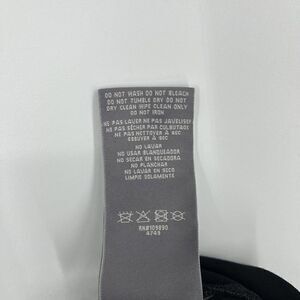 DO NOT WASH DO NOT BLEACH
DO NOT TUMBLE DRY DO NOT
DRY CLEAN WIPE CLEAN ONLY
DO NOT IRON
NE PAS LAVER NE PAS JAVELISER
NE PAS SÉCHER PAR CULBUTAGE
NE PAS NETTOYER À SEC
ESSUYER À SEC
NO LAVAR
NO USAR BLANQUEADOR
NO SECAR EN SECADORA
NO PLANCHAR
NO LAVAR EN SECO
LIMPIE SOLAMENTE
RN#109890
4749